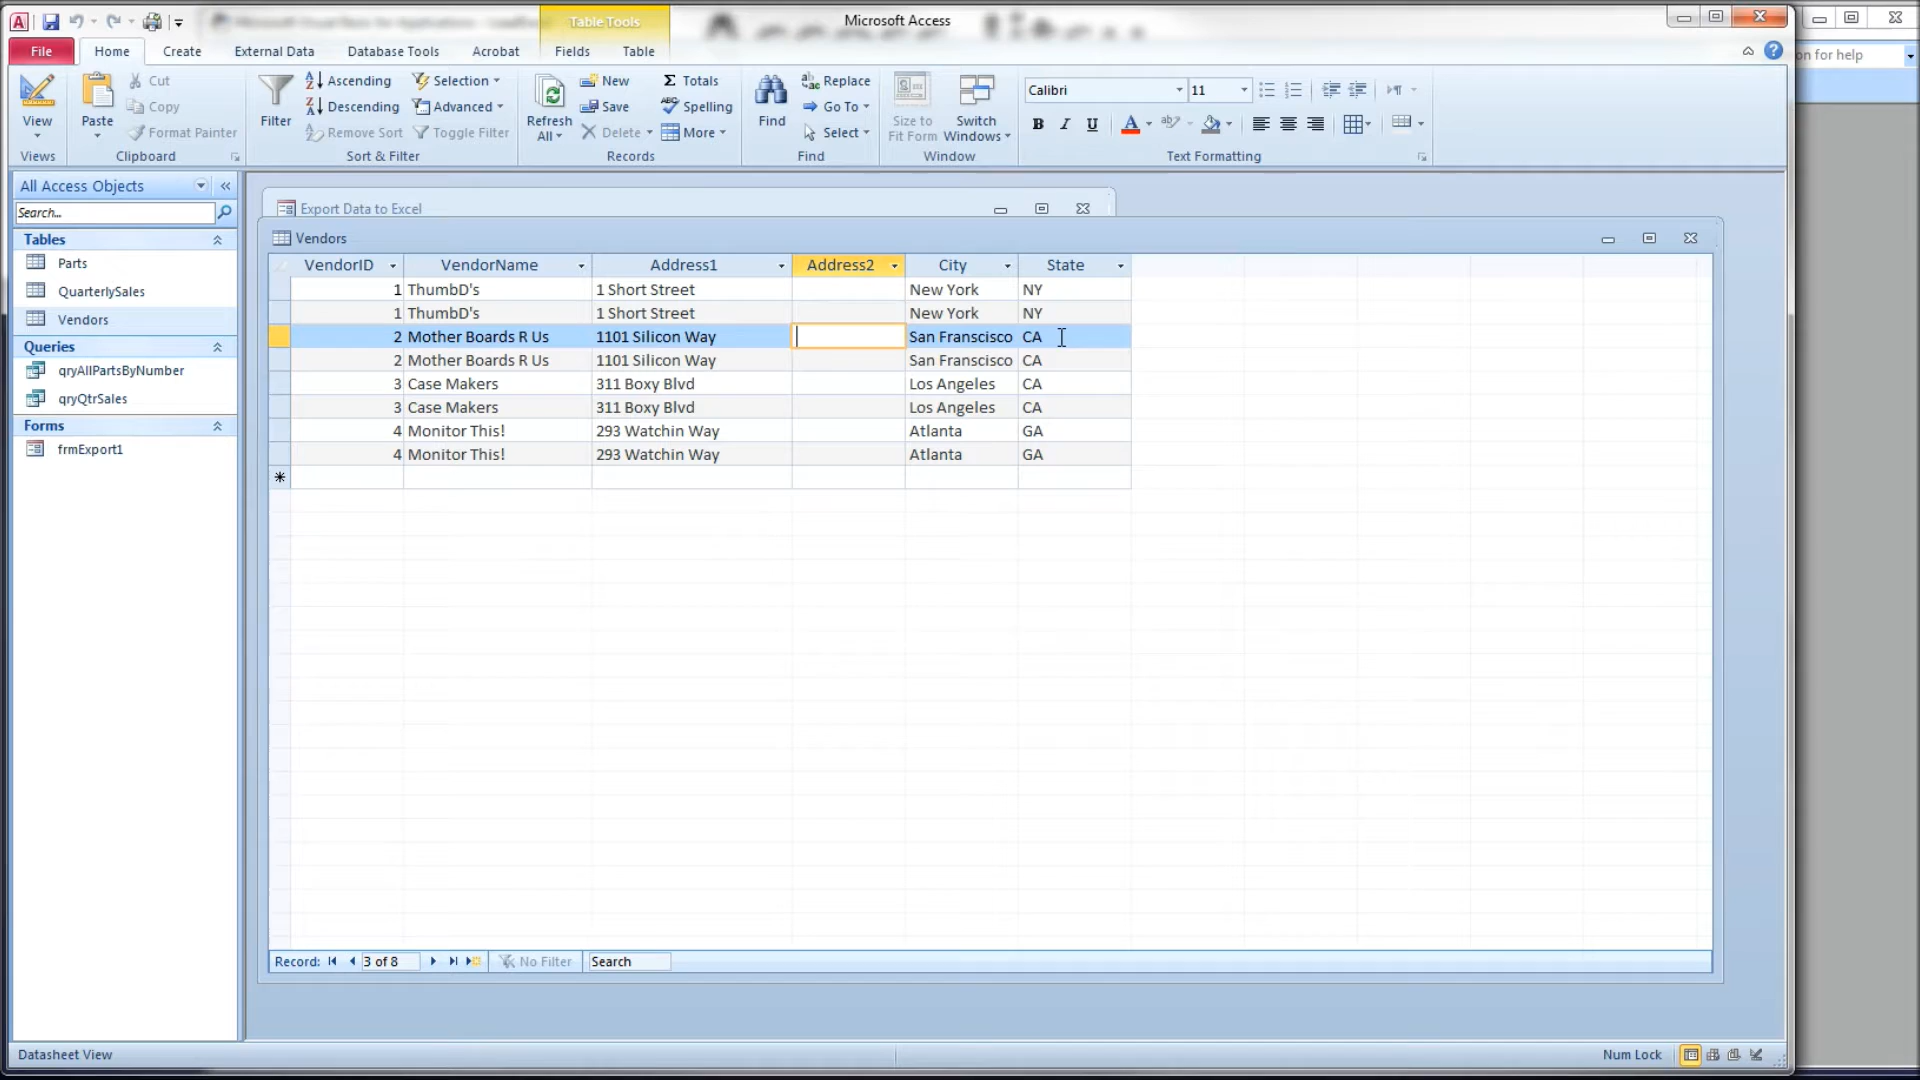 Table Tools
Microsoft Access
File Home Create External Data Database Tools Acrobat Fields Table
on for help
View
Views
Paste
Cut
Copy
Format Painter
Clipboard
Filter
Ascending
Descending
Remove Sort
Selection
Advanced
Toggle Filter
Sort & Filter
Refresh All
New
Save
Delete
Totals
Spelling
More
Records
Find
Replace
Go To
Select
Find
Size to Fit Form
Switch Windows
Window
Calibri 11
B I U A
Text Formatting
All Access Objects
Search...
Tables
Parts
QuarterlySales
Vendors
Queries
qryAllPartsByNumber
qryQtrSales
Forms
frmExport1
Export Data to Excel
Vendors
VendorID VendorName Address1 Address2 City State
1 ThumbD's 1 Short Street New York NY
1 ThumbD's 1 Short Street New York NY
2 Mother Boards R Us 1101 Silicon Way San Franscisco CA
2 Mother Boards R Us 1101 Silicon Way San Franscisco CA
3 Case Makers 311 Boxy Blvd Los Angeles CA
3 Case Makers 311 Boxy Blvd Los Angeles CA
4 Monitor This! 293 Watchin Way Atlanta GA
4 Monitor This! 293 Watchin Way Atlanta GA
Record: 3 of 8 No Filter Search
Datasheet View
Num Lock